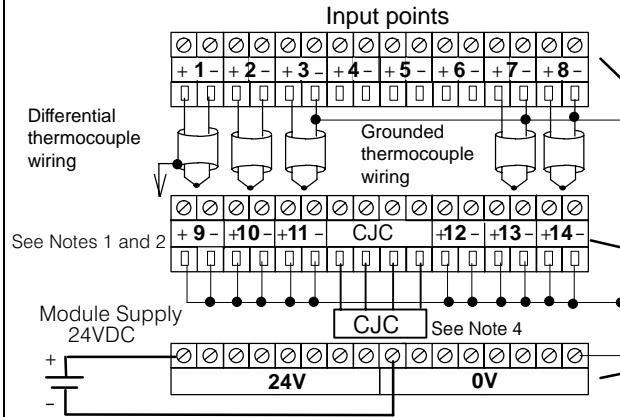 Input points
+ 1 - + 2 - + 3 - + 4 - + 5 - + 6 - + 7 - + 8 -
Differential
thermocouple
wiring
Grounded
thermocouple
wiring
See Notes 1 and 2
+ 9 - +10 - +11 - CJC +12 - +13 - +14 -
Module Supply
24VDC
CJC
See Note 4
+
-
24V 0V